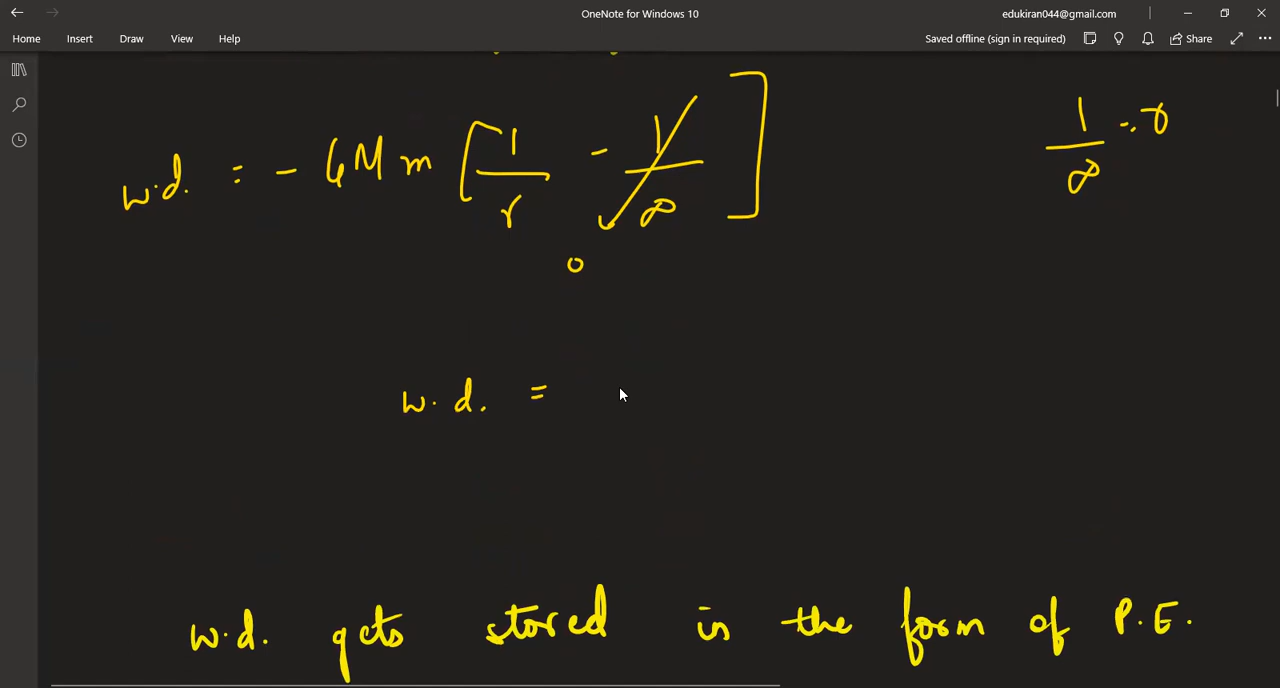 OneNote for Windows 10
edukiran044@gmail.com
Home Insert Draw View Help
Saved offline (sign in required) Share
w.d. = - GMm [ 1/r - 1/∞ ]
0
1/∞ = 0
w.d. =
w.d. gets stored in the form of P.E.